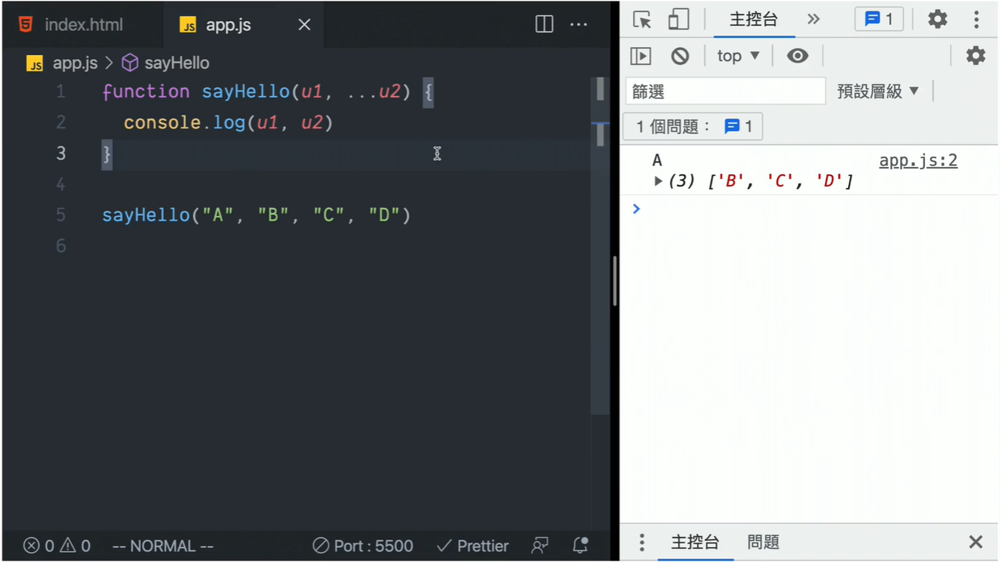 index.html
JS app.js
JS app.js > sayHello
1 function sayHello(u1, ...u2) {
2 console.log(u1, u2)
3 }
4
5 sayHello("A", "B", "C", "D")
6
0 0 -- NORMAL -- Port : 5500 Prettier
主控台 1
top
篩選 預設層級
1 個問題： 1
A app.js:2
(3) ['B', 'C', 'D']
主控台 問題